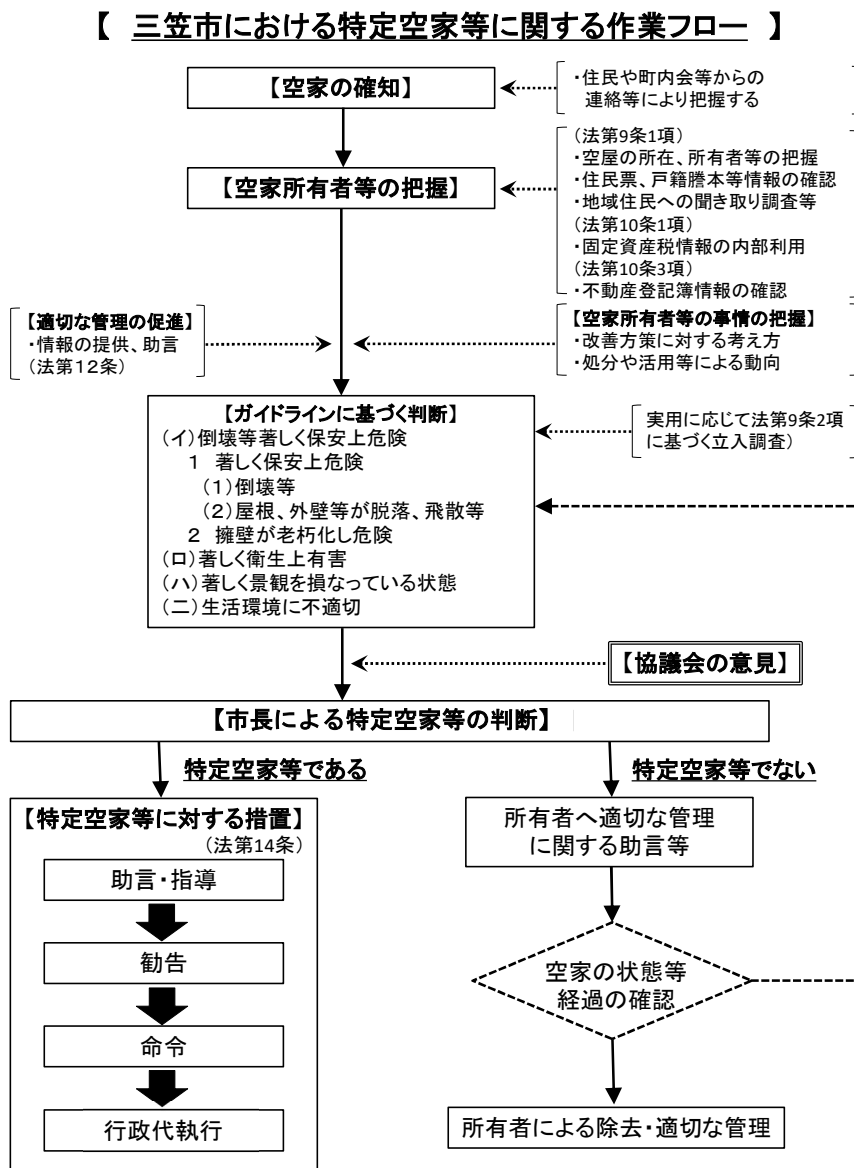 【 三笠市における特定空家等に関する作業フロー 】
【空家の確知】
・住民や町内会等からの
連絡等により把握する
【空家所有者等の把握】
(法第9条1項)
・空屋の所在、所有者等の把握
・住民票、戸籍謄本等情報の確認
・地域住民への聞き取り調査等
(法第10条1項)
・固定資産税情報の内部利用
(法第10条3項)
・不動産登記簿情報の確認
【適切な管理の促進】
・情報の提供、助言
(法第12条)
【空家所有者等の事情の把握】
・改善方策に対する考え方
・処分や活用等による動向
【ガイドラインに基づく判断】
(イ)倒壊等著しく保安上危険
1 著しく保安上危険
(1)倒壊等
(2)屋根、外壁等が脱落、飛散等
2 擁壁が老朽化し危険
(ロ)著しく衛生上有害
(ハ)著しく景観を損なっている状態
(二)生活環境に不適切
実用に応じて法第9条2項
に基づく立入調査)
【協議会の意見】
【市長による特定空家等の判断】
特定空家等である
特定空家等でない
【特定空家等に対する措置】
(法第14条)
助言・指導
勧告
命令
行政代執行
所有者へ適切な管理
に関する助言等
空家の状態等
経過の確認
所有者による除去・適切な管理